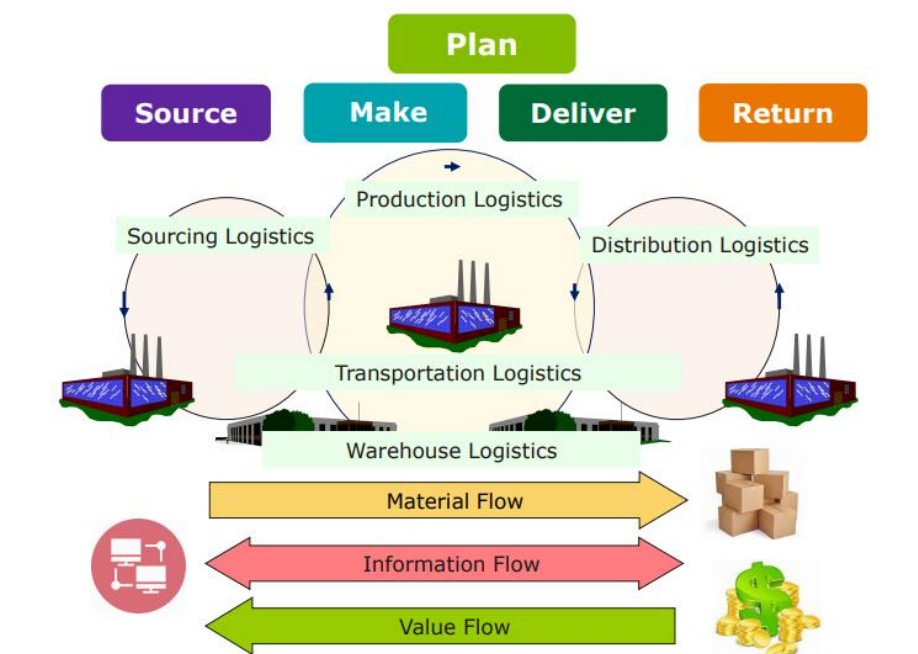 Plan
Source
Make
Deliver
Return
Production Logistics
Sourcing Logistics
Distribution Logistics
Transportation Logistics
Warehouse Logistics
Material Flow
Information Flow
Value Flow